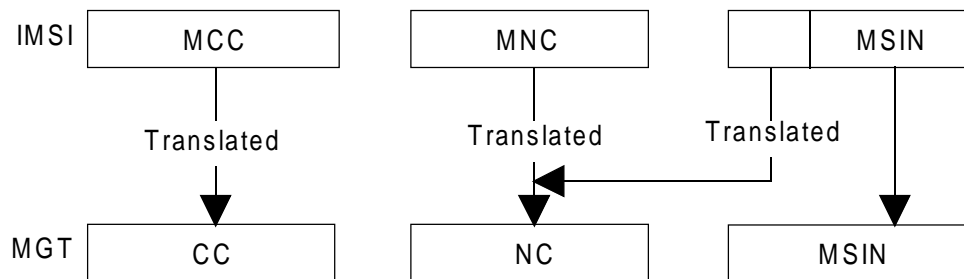 IMSI MCC MNC MSIN
Translated Translated Translated
MGT CC NC MSIN